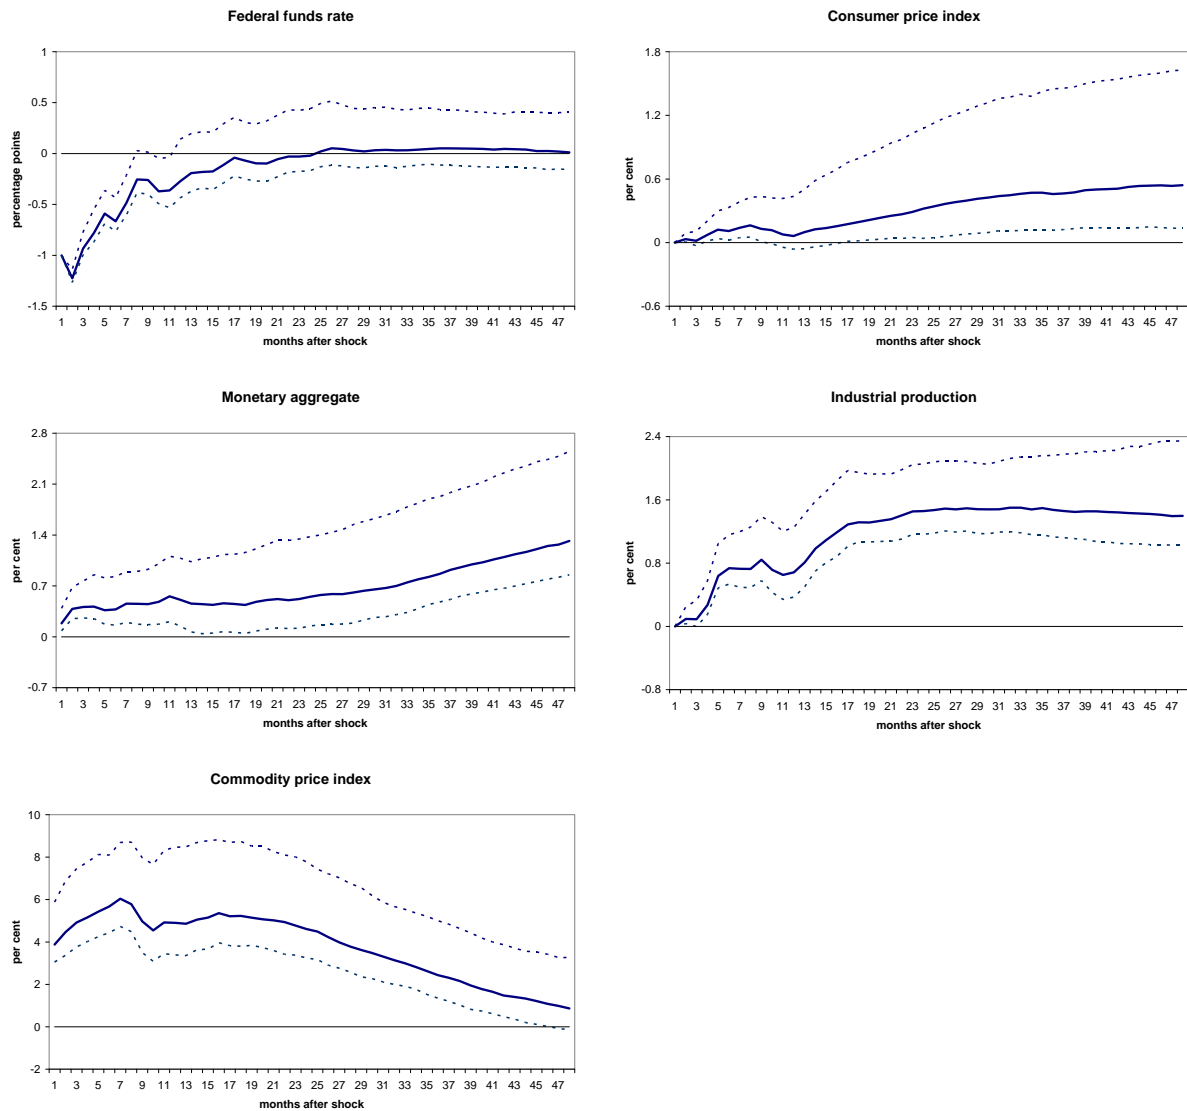 Federal funds rate
1
0.5
0
-0.5
-1
-1.5
percentage points
1 3 5 7 9 11 13 15 17 19 21 23 25 27 29 31 33 35 37 39 41 43 45 47
months after shock
Consumer price index
1.8
1.2
0.6
0
-0.6
per cent
1 3 5 7 9 11 13 15 17 19 21 23 25 27 29 31 33 35 37 39 41 43 45 47
months after shock
Monetary aggregate
2.8
2.1
1.4
0.7
0
-0.7
per cent
1 3 5 7 9 11 13 15 17 19 21 23 25 27 29 31 33 35 37 39 41 43 45 47
months after shock
Industrial production
2.4
1.6
0.8
0
-0.8
per cent
1 3 5 7 9 11 13 15 17 19 21 23 25 27 29 31 33 35 37 39 41 43 45 47
months after shock
Commodity price index
10
8
6
4
2
0
-2
per cent
1 3 5 7 9 11 13 15 17 19 21 23 25 27 29 31 33 35 37 39 41 43 45 47
months after shock